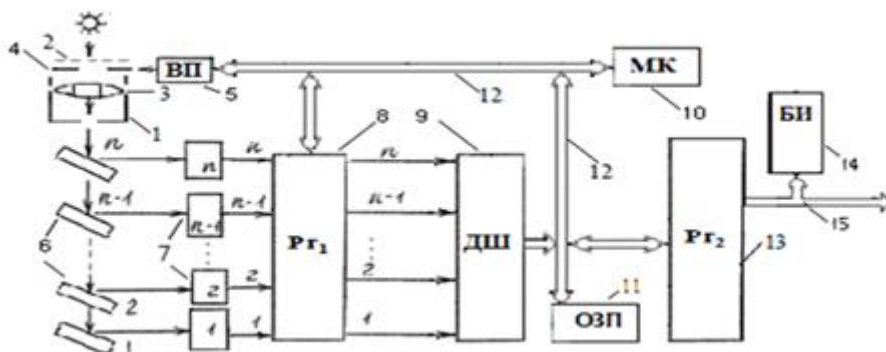 4 2 ВП МК
3 5 12 10
1 8 9 БИ
n n n n 12 14
n-1 n-1 n-1 n-1 15
6 7 Рг₁ ДШ Рг₂ 13
2 2 2 2 11
1 1 1 1 ОЗП